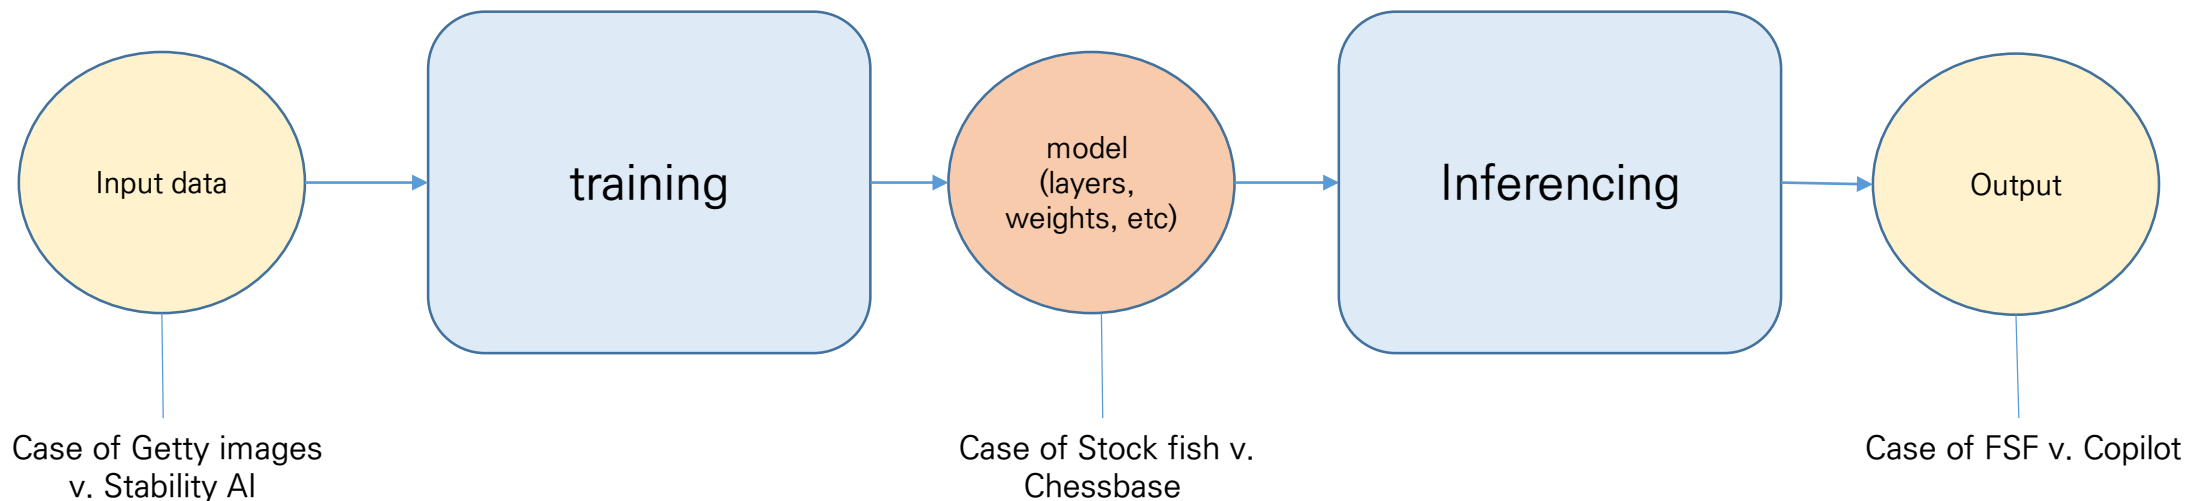 Input data
training
model
(layers,
weights, etc)
Inferencing
Output
Case of Getty images
v. Stability AI
Case of Stock fish v.
Chessbase
Case of FSF v. Copilot